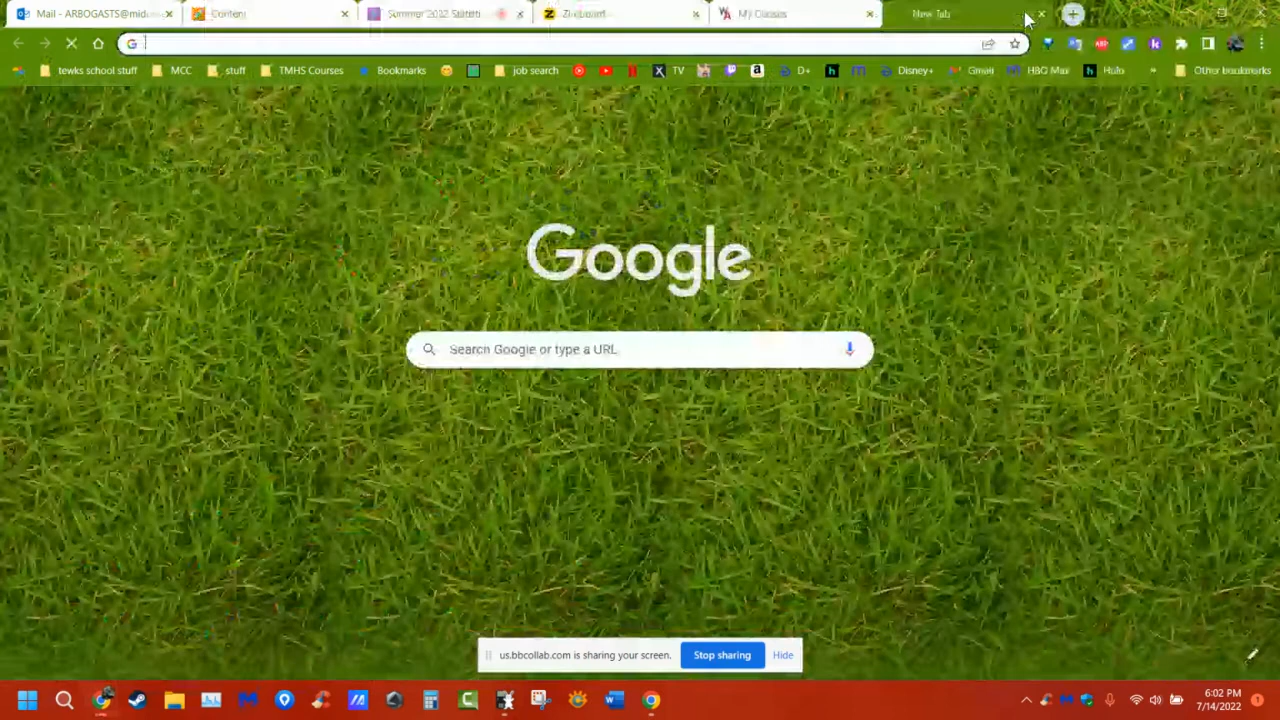 Mail - ARBOGASTS@mid
Content
Summer 2022 Statisti
Zipboard
My Classes
New Tab
tewks school stuff
MCC
stuff
TMHS Courses
Bookmarks
job search
TV
D+
Disney+
Gmail
HBO Max
Hulu
»
Other bookmarks
Google
Search Google or type a URL
us.bbcollab.com is sharing your screen.
Stop sharing
Hide
6:02 PM
7/14/2022